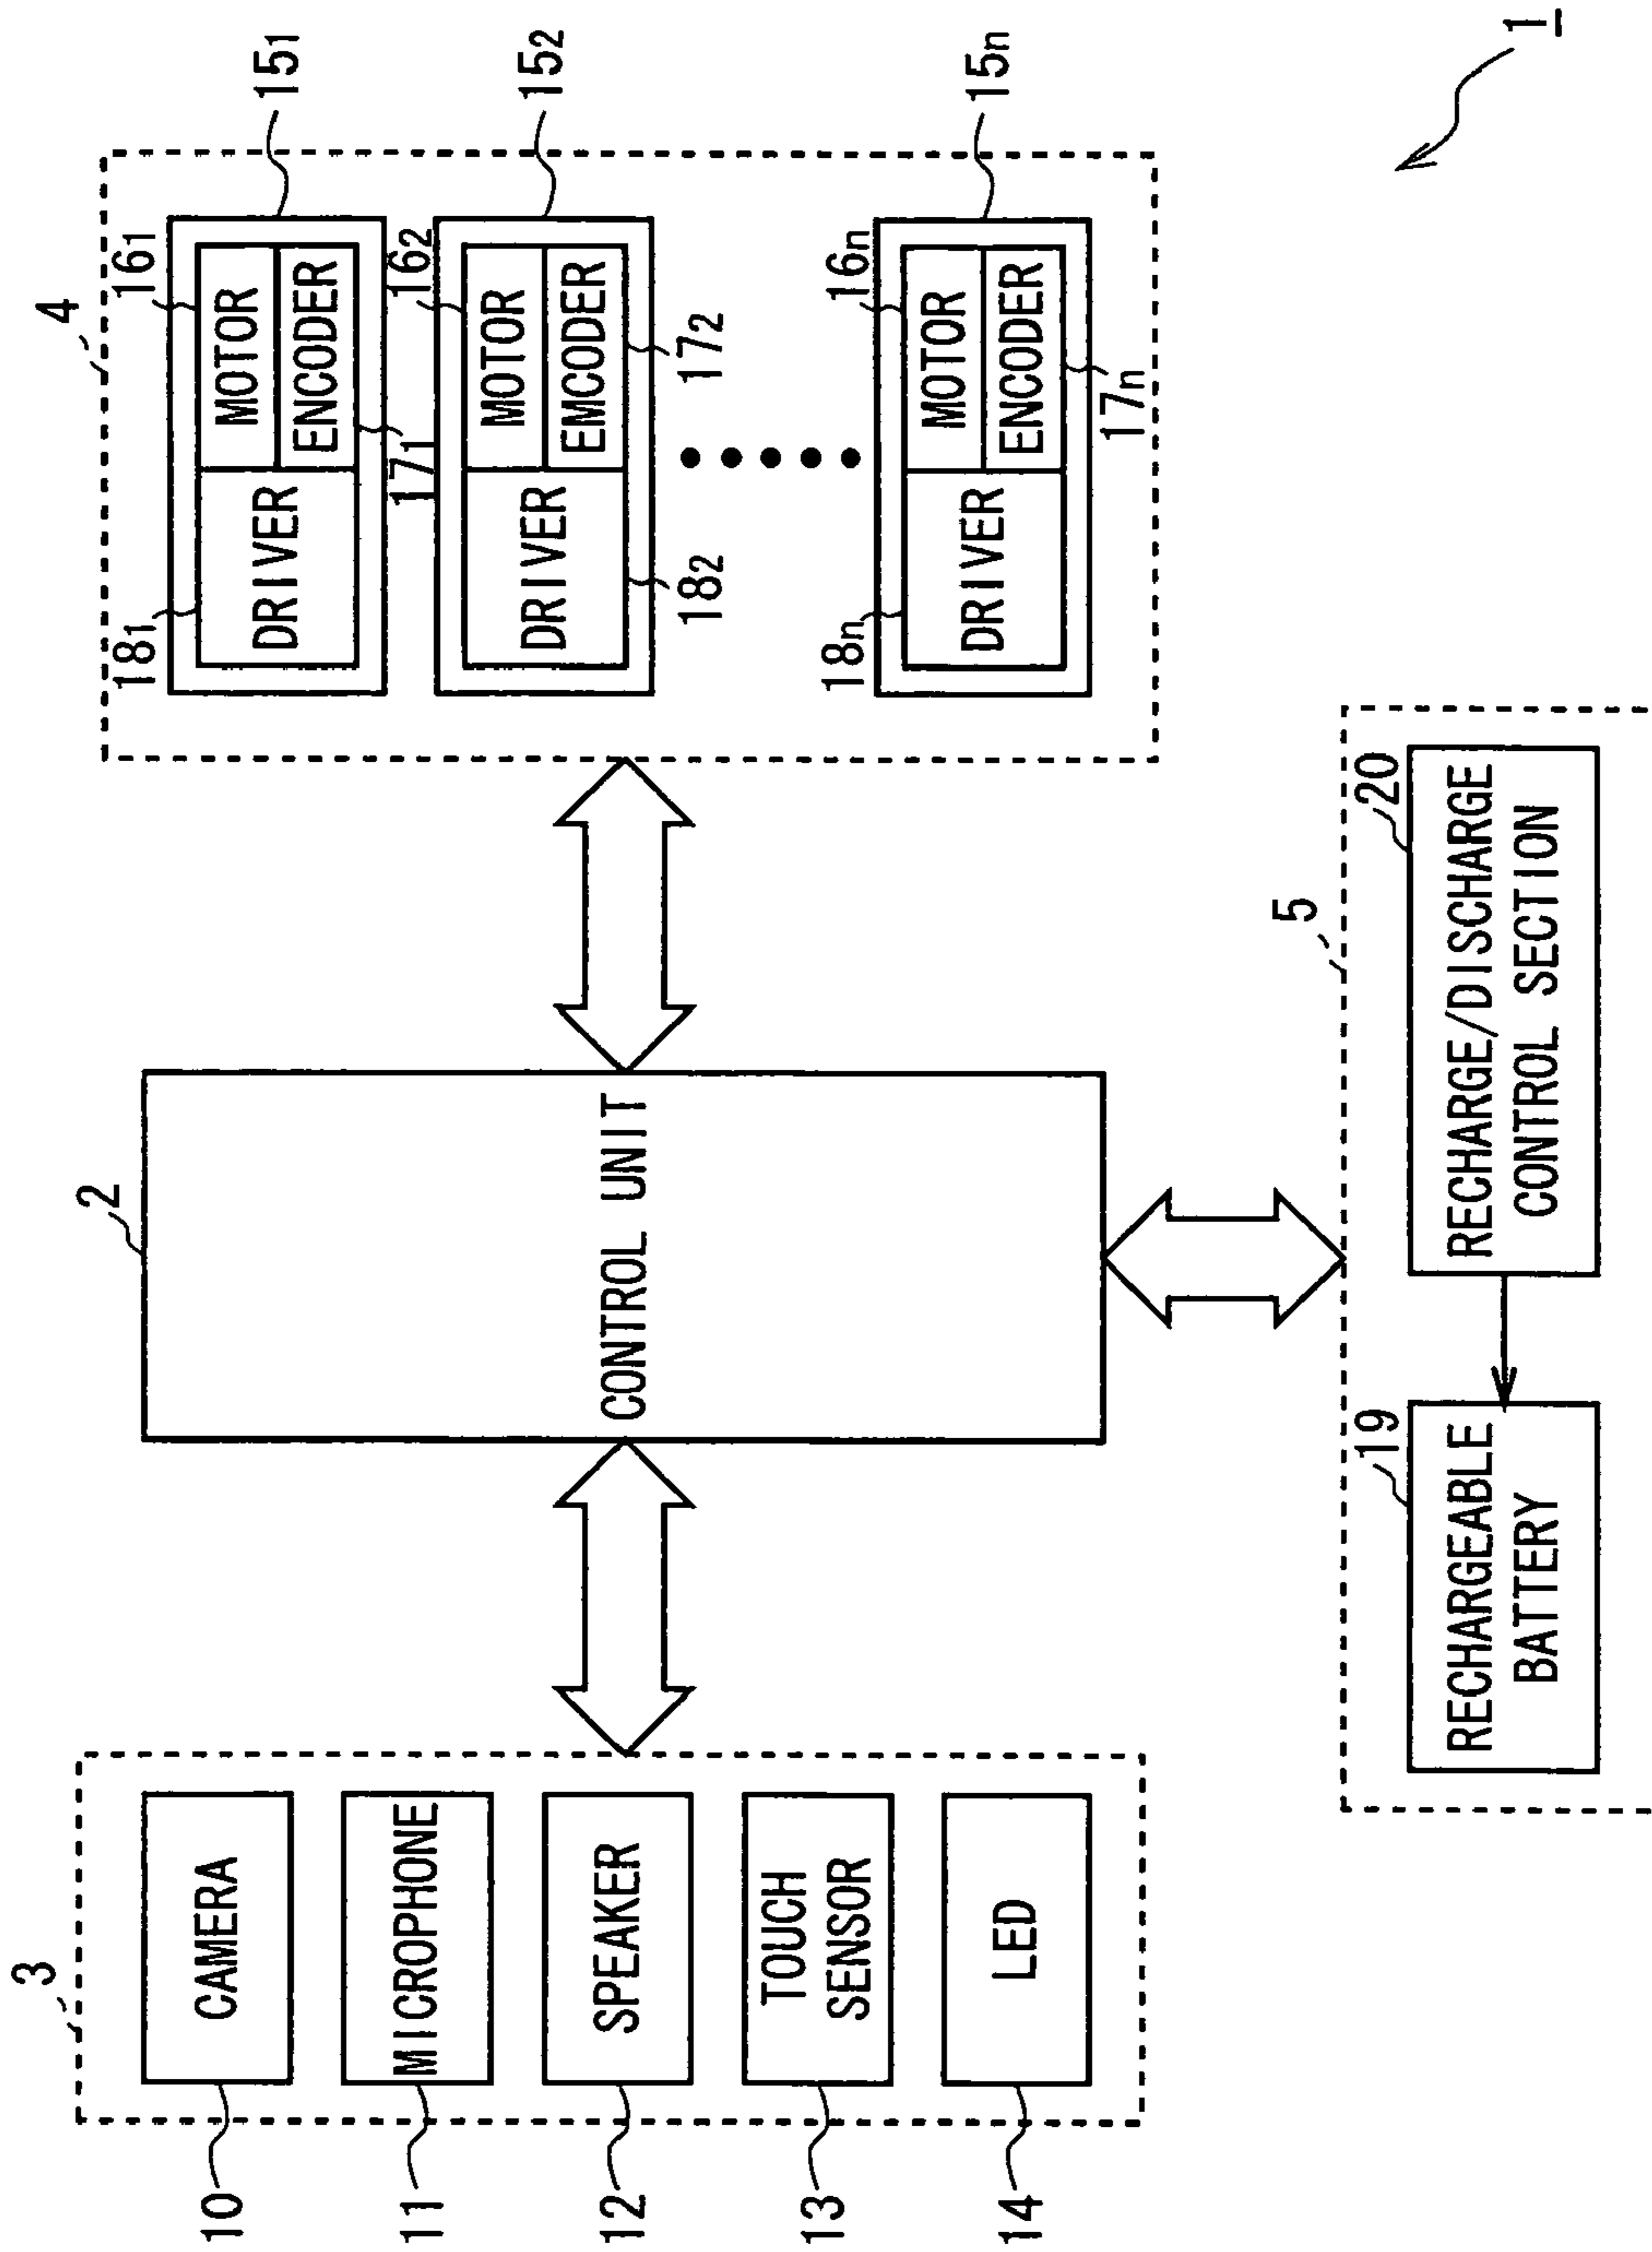 3
10
CAMERA
11
MICROPHONE
12
SPEAKER
13
TOUCH
SENSOR
14
LED
2
CONTROL UNIT
4
15₁
18₁
DRIVER
16₁
MOTOR
ENCODER
17₁
15₂
18₂
DRIVER
16₂
MOTOR
EMCODER
17₂
15ₙ
18ₙ
DRIVER
16ₙ
MOTOR
ENCODER
17ₙ
5
19
RECHARGEABLE
BATTERY
20
RECHARGE/DISCHARGE
CONTROL SECTION
1